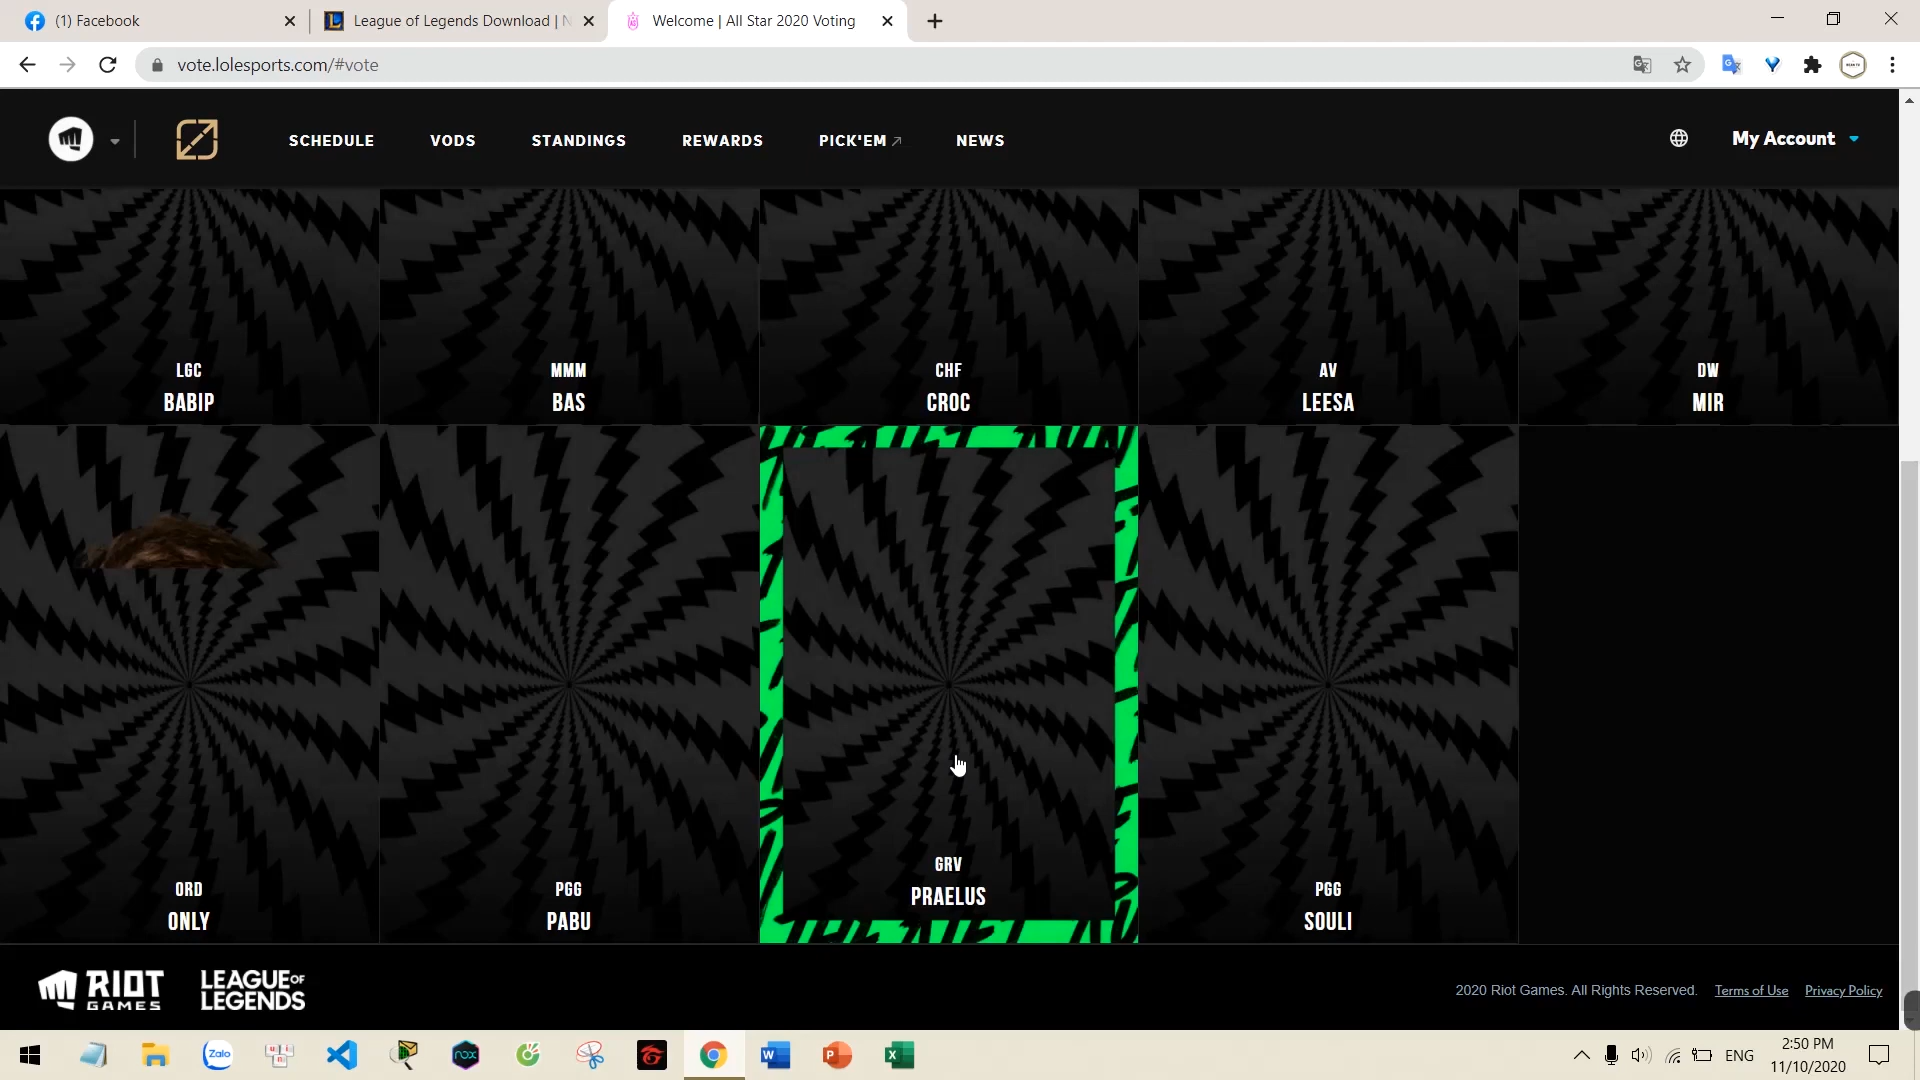 (1) Facebook
League of Legends Download | N
Welcome | All Star 2020 Voting
vote.lolesports.com/#vote
SCHEDULE
VODS
STANDINGS
REWARDS
PICK'EM
NEWS
My Account
LGC
BABIP
MMM
BAS
CHF
CROC
AV
LEESA
DW
MIR
ORD
ONLY
PGG
PABU
GRV
PRAELUS
PGG
SOULI
RIOT
GAMES
LEAGUE OF
LEGENDS
2020 Riot Games. All Rights Reserved.
Terms of Use
Privacy Policy
Zalo
nox
ENG
2:50 PM
11/10/2020